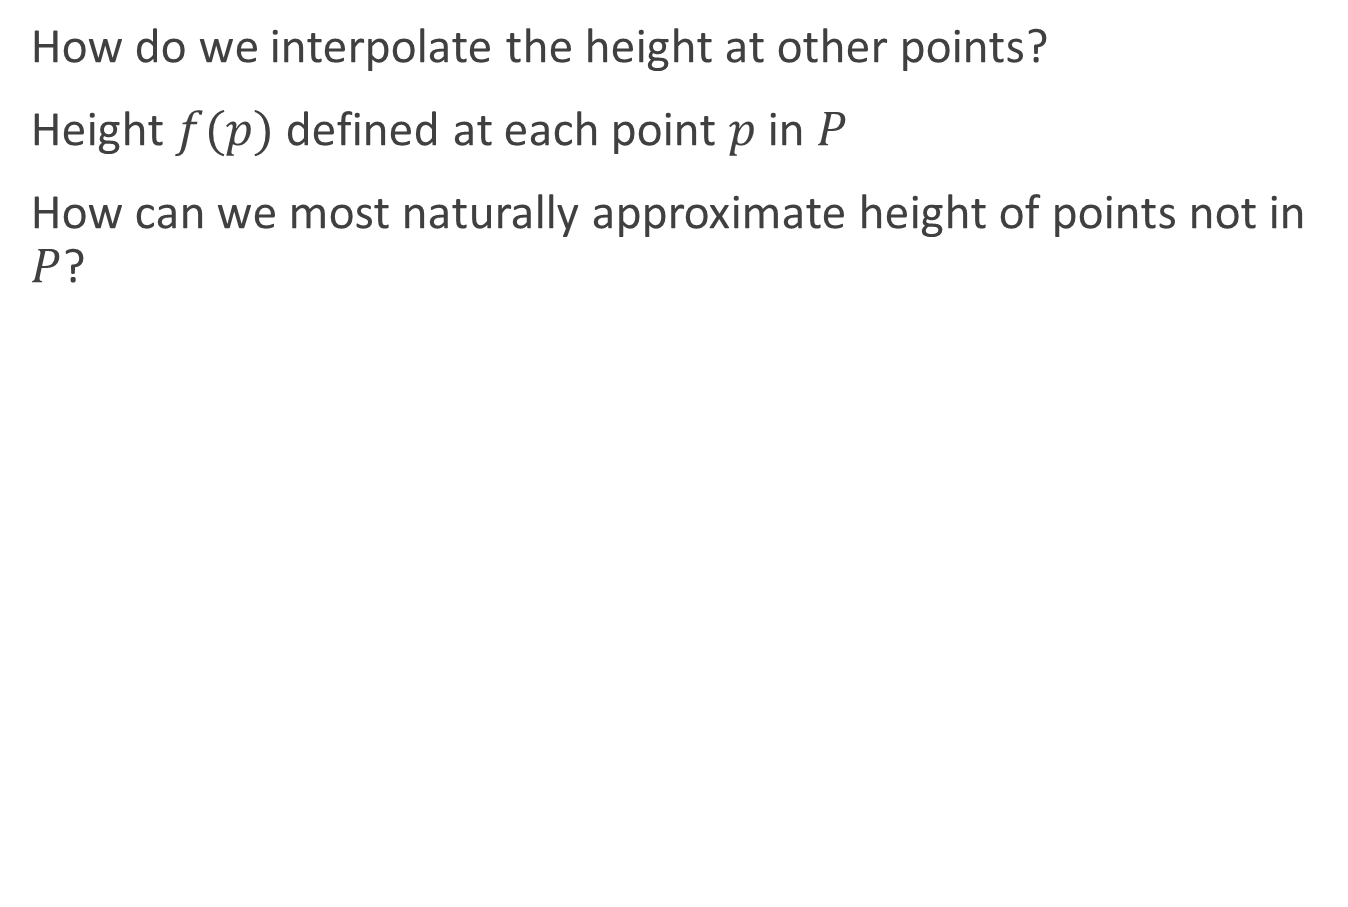 How do we interpolate the height at other points?
Height f(p) defined at each point p in P
How can we most naturally approximate height of points not in
P?